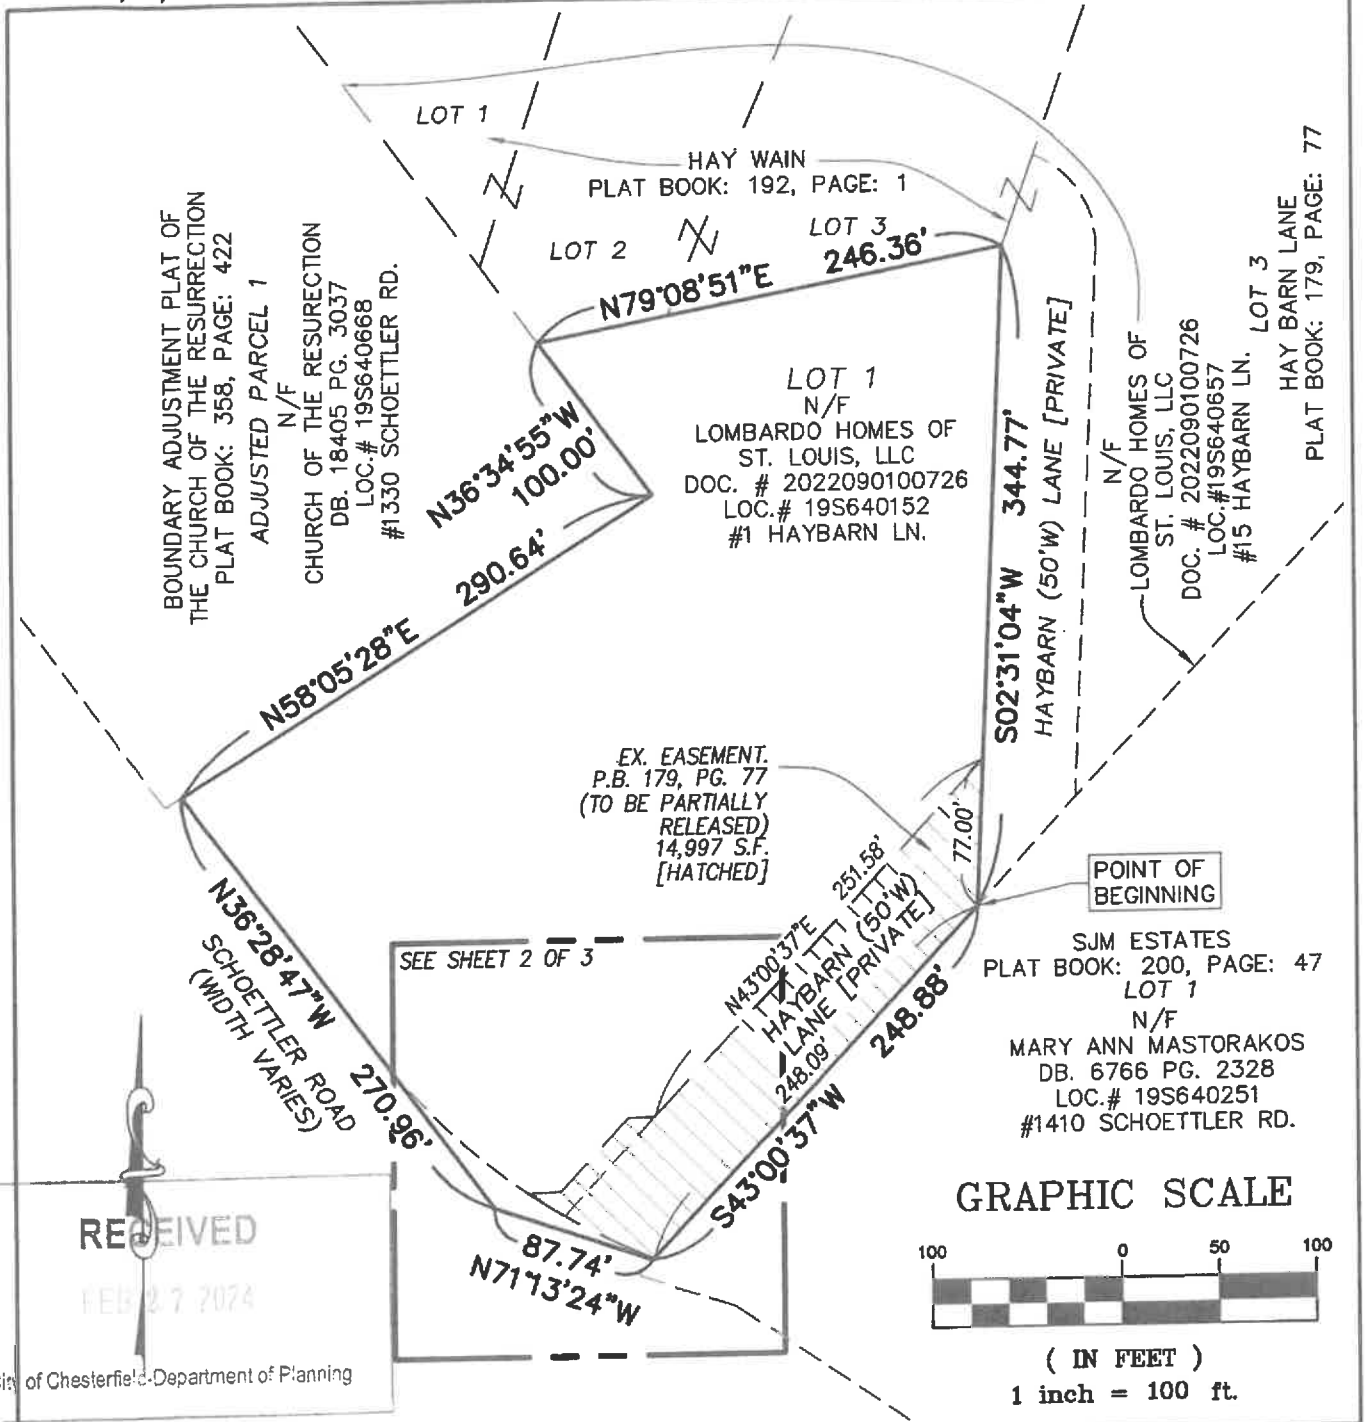 LOT 1
HAY WAIN
PLAT BOOK: 192, PAGE: 1
LOT 2
LOT 3
246.36'
N79°08'51"E
BOUNDARY ADJUSTMENT PLAT OF
THE CHURCH OF THE RESURRECTION
PLAT BOOK: 358, PAGE: 422
ADJUSTED PARCEL 1
N/F
CHURCH OF THE RESURECTION
DB. 18405 PG. 3037
LOC.# 19S640668
#1330 SCHOETTLER RD.
N36°34'55"W
100.00'
290.64'
N58°05'28"E
LOT 1
N/F
LOMBARDO HOMES OF
ST. LOUIS, LLC
DOC. # 2022090100726
LOC.# 19S640152
#1 HAYBARN LN.
S02°31'04"W 344.77'
HAYBARN (50'W) LANE [PRIVATE]
N/F
LOMBARDO HOMES OF
ST. LOUIS, LLC
DOC. # 2022090100726
LOC.#19S640657
#15 HAYBARN LN.
LOT 3
HAY BARN LANE
PLAT BOOK: 179, PAGE: 77
EX. EASEMENT.
P.B. 179, PG. 77
(TO BE PARTIALLY
RELEASED)
14,997 S.F.
[HATCHED]
77.00'
N43°00'37"E 251.58'
HAYBARN (50'W)
LANE [PRIVATE]
248.09'
S43°00'37"W 248.88'
POINT OF
BEGINNING
SJM ESTATES
PLAT BOOK: 200, PAGE: 47
LOT 1
N/F
MARY ANN MASTORAKOS
DB. 6766 PG. 2328
LOC.# 19S640251
#1410 SCHOETTLER RD.
SEE SHEET 2 OF 3
N36°28'47"W 270.96'
SCHOETTLER ROAD
(WIDTH VARIES)
87.74'
N71°13'24"W
RECEIVED
FEB 27 2024
City of Chesterfield-Department of Planning
GRAPHIC SCALE
100 0 50 100
( IN FEET )
1 inch = 100 ft.